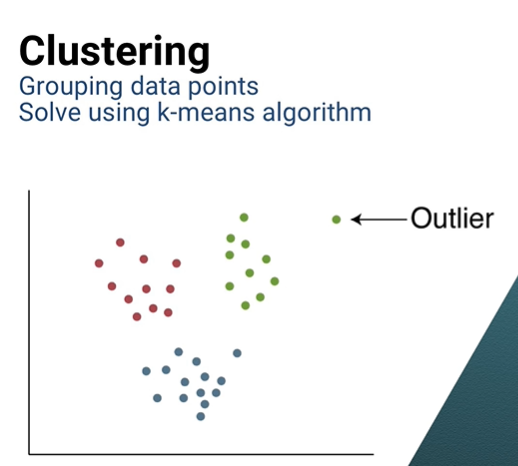 Clustering
Grouping data points
Solve using k-means algorithm
Outlier